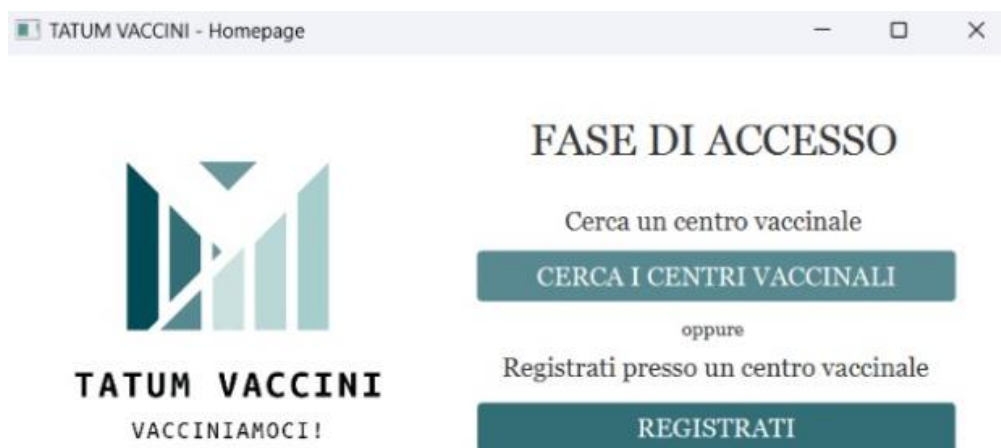 TATUM VACCINI - Homepage
TATUM VACCINI
VACCINIAMOCI!
FASE DI ACCESSO
Cerca un centro vaccinale
CERCA I CENTRI VACCINALI
oppure
Registrati presso un centro vaccinale
REGISTRATI